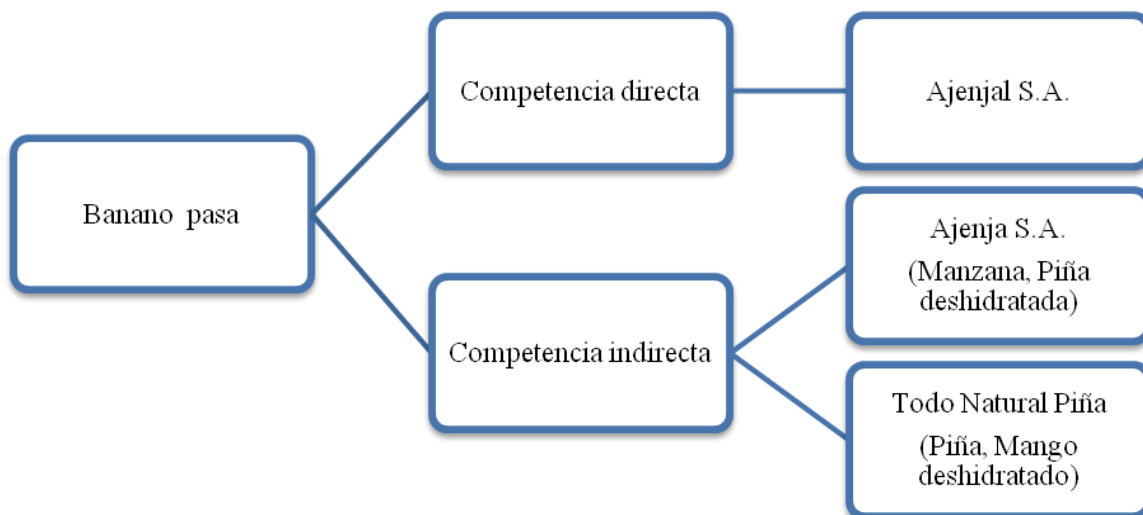 Banano pasa
Competencia directa
Ajenjal S.A.
Competencia indirecta
Ajenja S.A.
(Manzana, Piña
deshidratada)
Todo Natural Piña
(Piña, Mango
deshidratado)